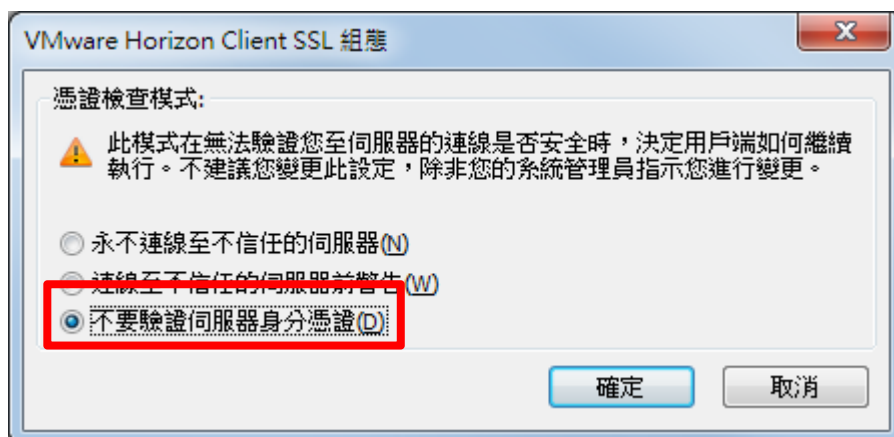 VMware Horizon Client SSL 組態
憑證檢查模式:
此模式在無法驗證您至伺服器的連線是否安全時，決定用戶端如何繼續
執行。不建議您變更此設定，除非您的系統管理員指示您進行變更。
永不連線至不信任的伺服器(N)
連線至不信任的伺服器前警告(W)
不要驗證伺服器身分憑證(D)
確定
取消